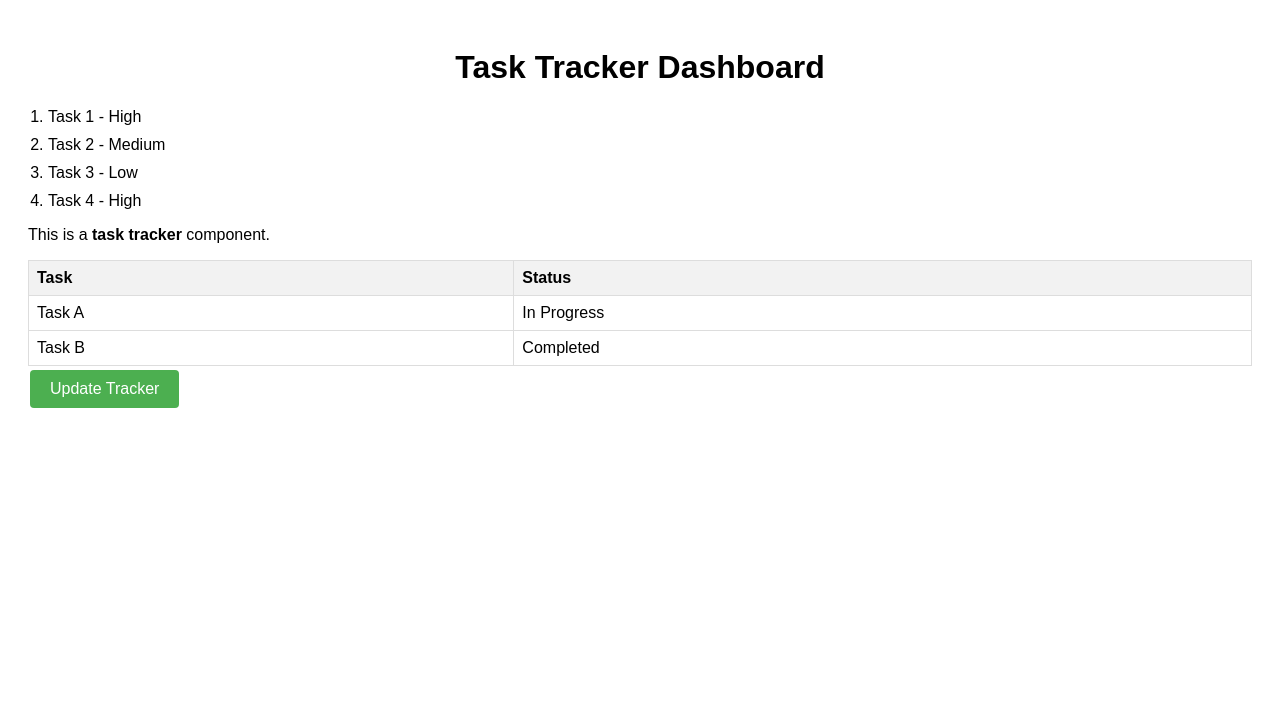 Task Tracker Dashboard
1. Task 1 - High
2. Task 2 - Medium
3. Task 3 - Low
4. Task 4 - High
This is a task tracker component.
Task Status
Task A In Progress
Task B Completed
Update Tracker